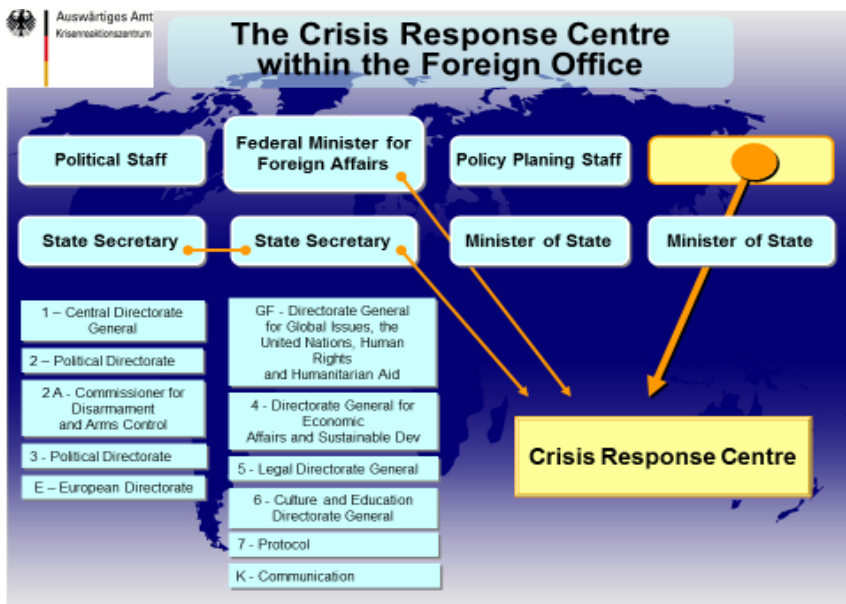 Auswärtiges Amt
Krisenreaktionszentrum
The Crisis Response Centre
within the Foreign Office
Political Staff
Federal Minister for
Foreign Affairs
Policy Planing Staff
State Secretary
State Secretary
Minister of State
Minister of State
1 – Central Directorate
General
2 – Political Directorate
2 A - Commissioner for
Disarmament
and Arms Control
3 - Political Directorate
E – European Directorate
GF - Directorate General
for Global Issues, the
United Nations, Human
Rights
and Humanitarian Aid
4 - Directorate General for
Economic
Affairs and Sustainable Dev
5 - Legal Directorate General
6 - Culture and Education
Directorate General
7 - Protocol
K - Communication
Crisis Response Centre